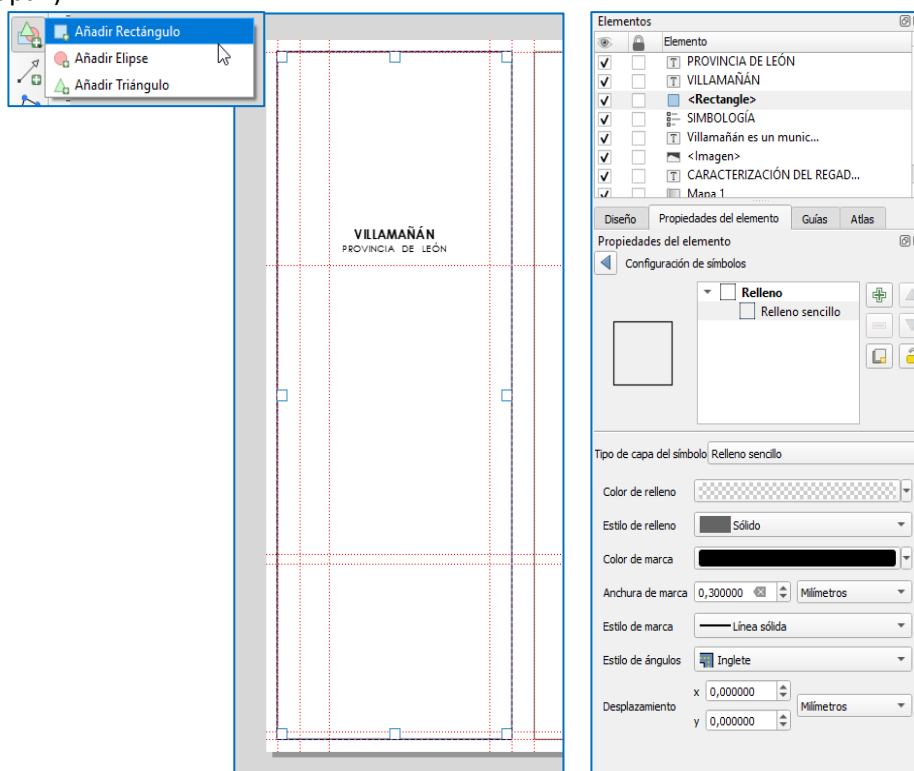 Añadir Rectángulo
Añadir Elipse
Añadir Triángulo
VILLAMAÑÁN
PROVINCIA DE LEÓN
Elementos
Elemento
PROVINCIA DE LEÓN
VILLAMAÑÁN
<Rectangle>
SIMBOLOGÍA
Villamañán es un munic...
<Imagen>
CARACTERIZACIÓN DEL REGAD...
Mapa 1
Diseño Propiedades del elemento Guías Atlas
Propiedades del elemento
Configuración de símbolos
Relleno
Relleno sencillo
Tipo de capa del símbolo Relleno sencillo
Color de relleno
Estilo de relleno Sólido
Color de marca
Anchura de marca 0,300000 Milímetros
Estilo de marca Línea sólida
Estilo de ángulos Inglete
Desplazamiento x 0,000000 Milímetros
y 0,000000